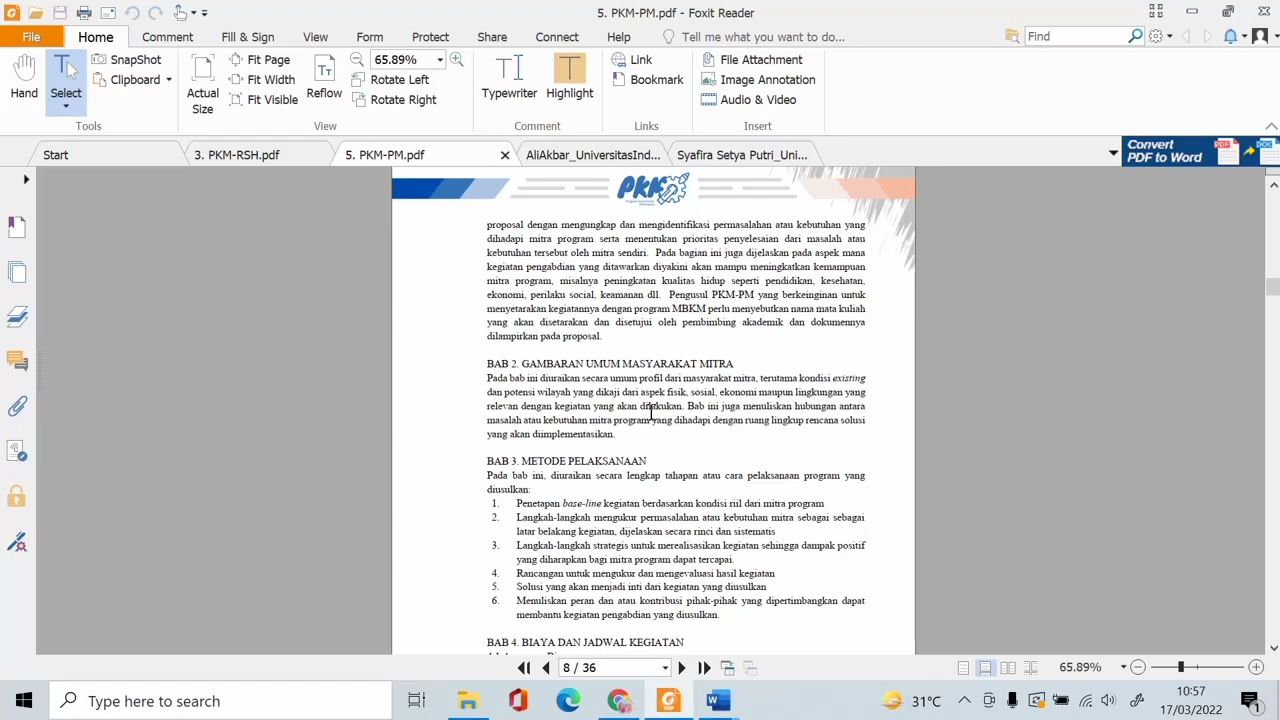 5. PKM-PM.pdf - Foxit Reader
File Home Comment Fill & Sign View Form Protect Share Connect Help Tell me what you want to do... Find
SnapShot Fit Page 65.89% Link File Attachment
Clipboard Fit Width Rotate Left Bookmark Image Annotation
Hand Select Actual Size Fit Visible Reflow Rotate Right Typewriter Highlight Audio & Video
Tools View Comment Links Insert
Start 3. PKM-RSH.pdf 5. PKM-PM.pdf AliAkbar_UniversitasInd... Syafira Setya Putri_Uni...
Convert
PDF to Word
PKM
proposal dengan mengungkap dan mengidentifikasi permasalahan atau kebutuhan yang
dihadapi mitra program serta menentukan prioritas penyelesaian dari masalah atau
kebutuhan tersebut oleh mitra sendiri. Pada bagian ini juga dijelaskan pada aspek mana
kegiatan pengabdian yang ditawarkan diyakini akan mampu meningkatkan kemampuan
mitra program, misalnya peningkatan kualitas hidup seperti pendidikan, kesehatan,
ekonomi, perilaku social, keamanan dll. Pengusul PKM-PM yang berkeinginan untuk
menyetarakan kegiatannya dengan program MBKM perlu menyebutkan nama mata kuliah
yang akan disetarakan dan disetujui oleh pembimbing akademik dan dokumennya
dilampirkan pada proposal.
BAB 2. GAMBARAN UMUM MASYARAKAT MITRA
Pada bab ini diuraikan secara umum profil dari masyarakat mitra, terutama kondisi existing
dan potensi wilayah yang dikaji dari aspek fisik, sosial, ekonomi maupun lingkungan yang
relevan dengan kegiatan yang akan dilakukan. Bab ini juga menuliskan hubungan antara
masalah atau kebutuhan mitra program yang dihadapi dengan ruang lingkup rencana solusi
yang akan diimplementasikan.
BAB 3. METODE PELAKSANAAN
Pada bab ini, diuraikan secara lengkap tahapan atau cara pelaksanaan program yang
diusulkan:
1. Penetapan base-line kegiatan berdasarkan kondisi riil dari mitra program
2. Langkah-langkah mengukur permasalahan atau kebutuhan mitra sebagai sebagai
latar belakang kegiatan, dijelaskan secara rinci dan sistematis
3. Langkah-langkah strategis untuk merealisasikan kegiatan sehingga dampak positif
yang diharapkan bagi mitra program dapat tercapai.
4. Rancangan untuk mengukur dan mengevaluasi hasil kegiatan
5. Solusi yang akan menjadi inti dari kegiatan yang diusulkan
6. Menuliskan peran dan atau kontribusi pihak-pihak yang dipertimbangkan dapat
membantu kegiatan pengabdian yang diusulkan.
BAB 4. BIAYA DAN JADWAL KEGIATAN
8 / 36 65.89%
Type here to search 31°C 10:57
17/03/2022